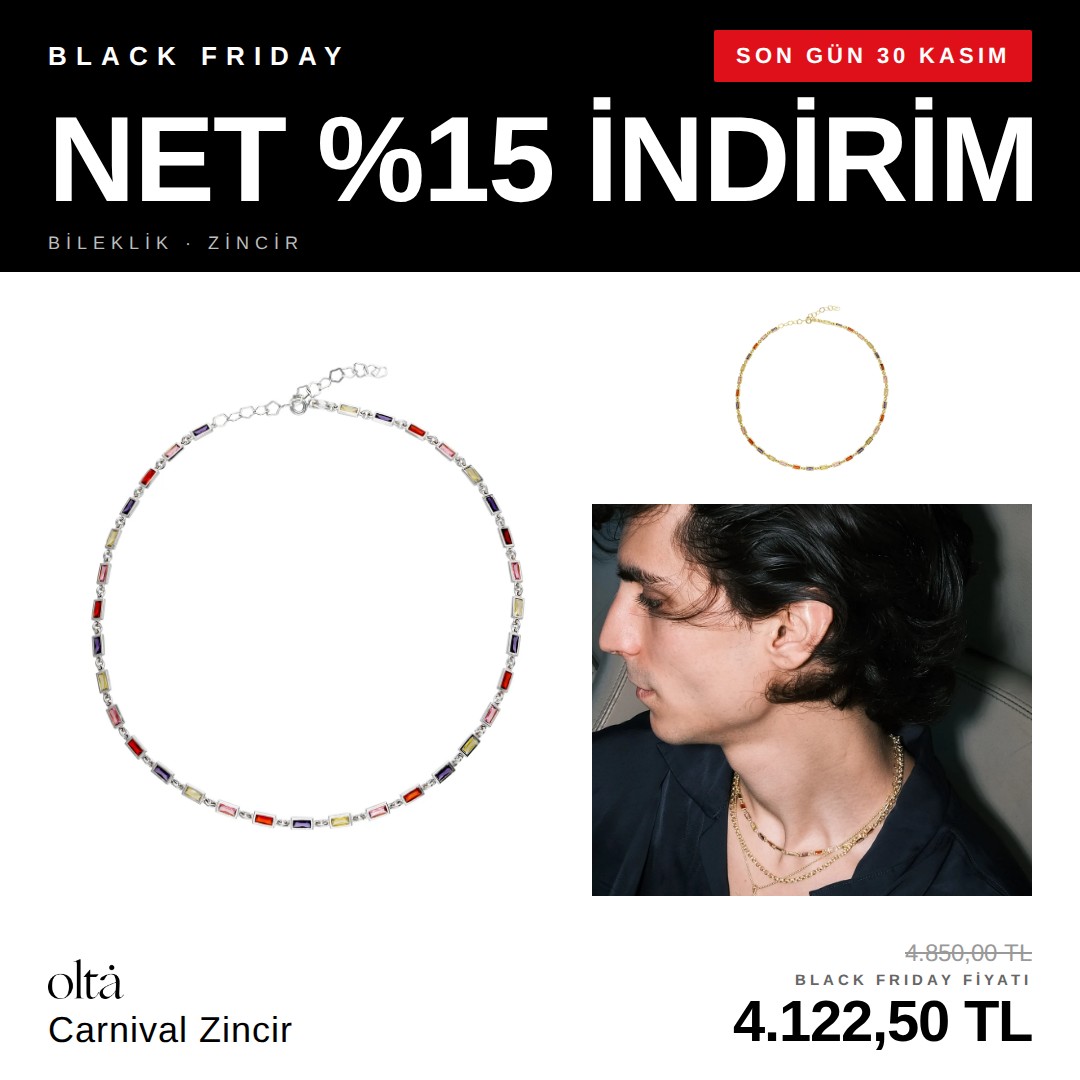 BLACK FRIDAY
SON GÜN 30 KASIM
NET %15 İNDİRİM
BİLEKLİK · ZİNCİR
olta
Carnival Zincir
4.850,00 TL
BLACK FRIDAY FİYATI
4.122,50 TL